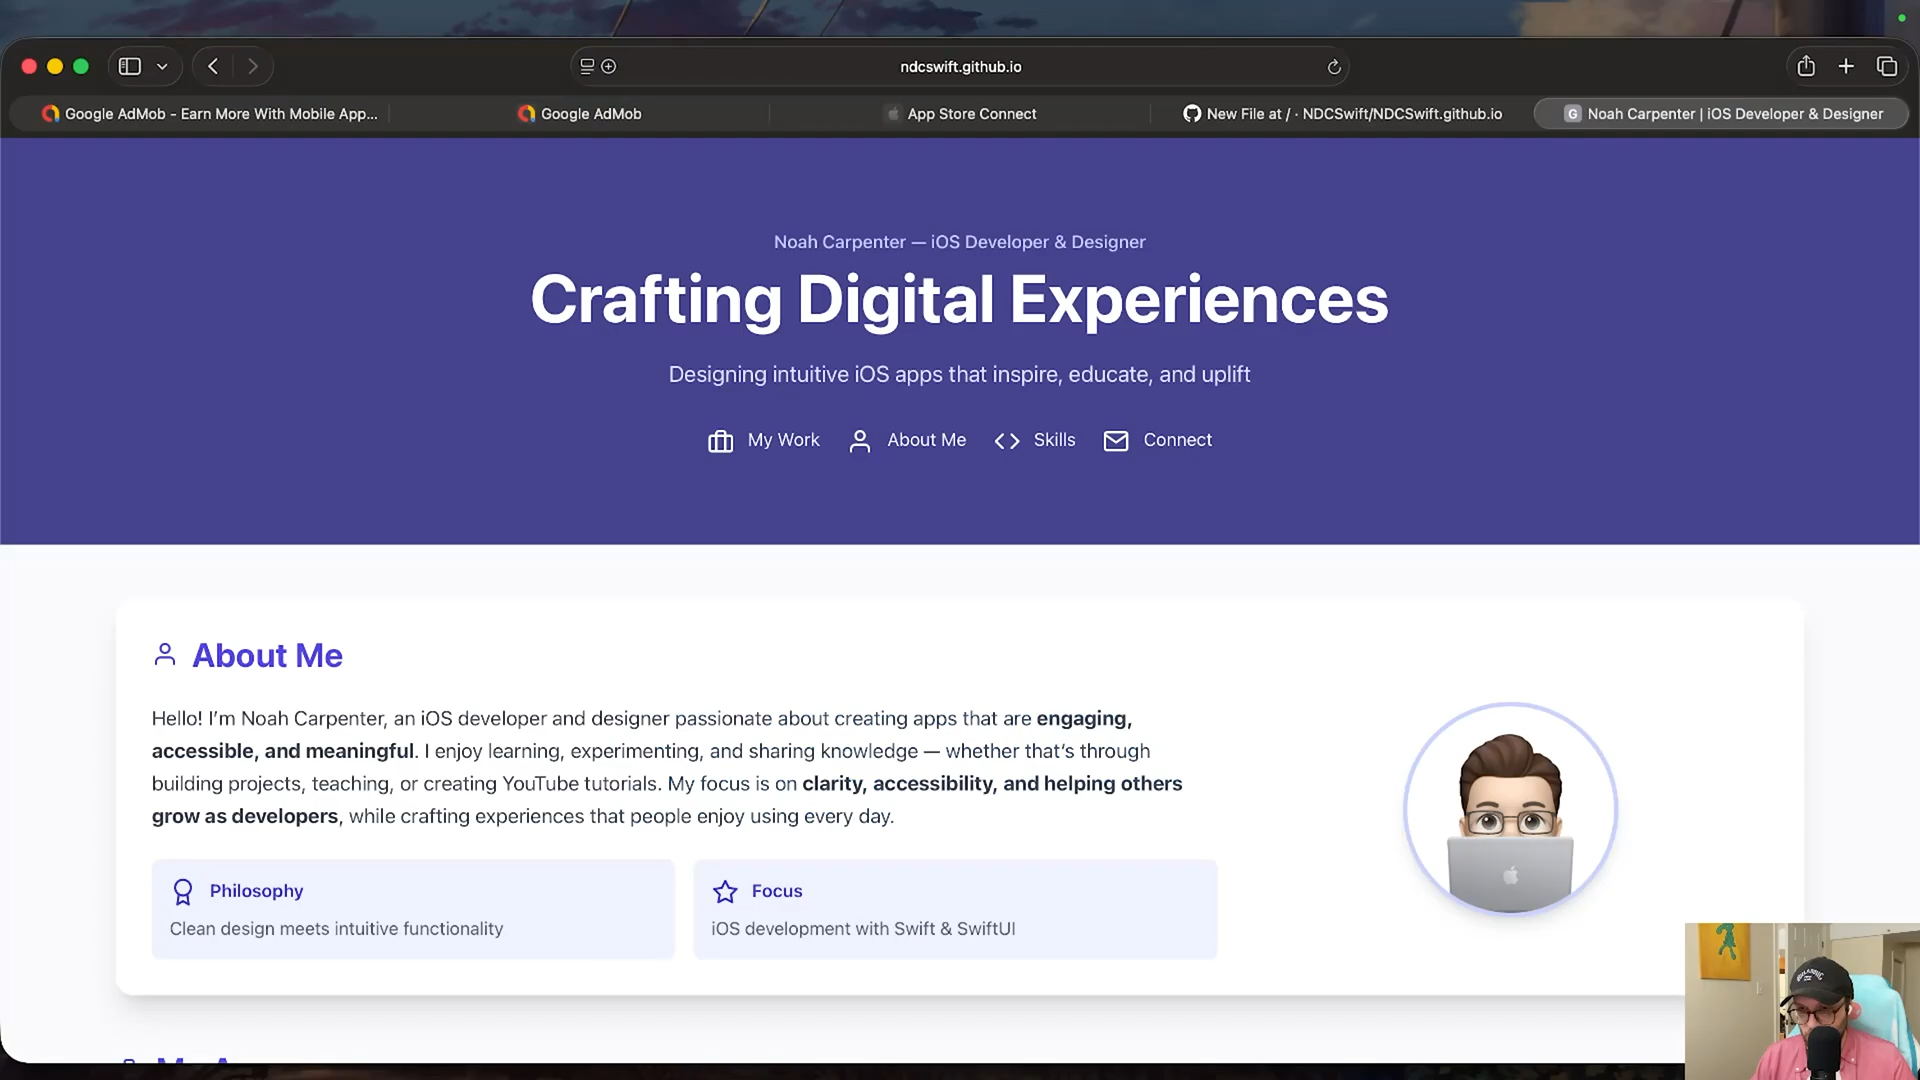 ndcswift.github.io
Google AdMob - Earn More With Mobile App...
Google AdMob
App Store Connect
New File at / · NDCSwift/NDCSwift.github.io
G
Noah Carpenter | iOS Developer & Designer
Noah Carpenter — iOS Developer & Designer
Crafting Digital Experiences
Designing intuitive iOS apps that inspire, educate, and uplift
My Work
About Me
Skills
Connect
About Me
Hello! I’m Noah Carpenter, an iOS developer and designer passionate about creating apps that are engaging,
accessible, and meaningful. I enjoy learning, experimenting, and sharing knowledge — whether that’s through
building projects, teaching, or creating YouTube tutorials. My focus is on clarity, accessibility, and helping others
grow as developers, while crafting experiences that people enjoy using every day.
Philosophy
Clean design meets intuitive functionality
Focus
iOS development with Swift & SwiftUI